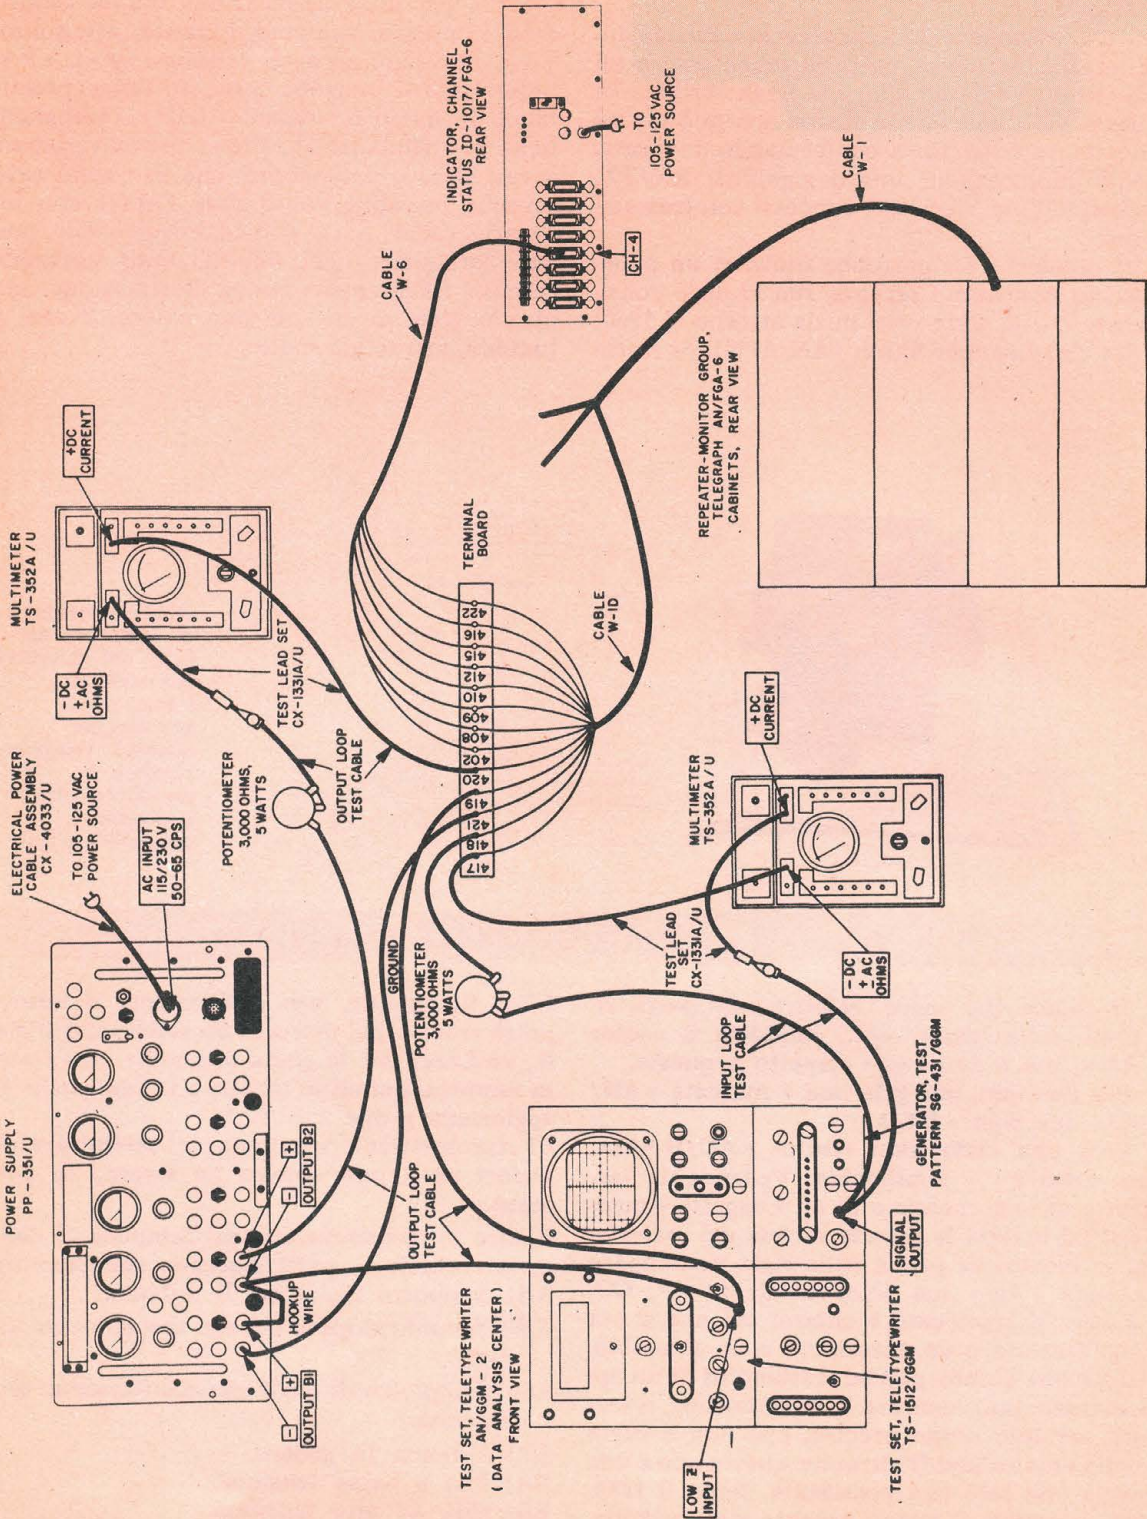 POWER SUPPLY
PP-351/U
ELECTRICAL POWER
CABLE ASSEMBLY
CX-4033/U
TO 105-125 VAC
POWER SOURCE
AC INPUT
115/230 V
50-65 CPS
MULTIMETER
TS-352A/U
-DC
±AC
OHMS
+DC
CURRENT
TEST LEAD SET
CX-1331A/U
POTENTIOMETER
3,000 OHMS,
5 WATTS
OUTPUT LOOP
TEST CABLE
CABLE
W-6
INDICATOR, CHANNEL
STATUS ID-1017/FGA-6
REAR VIEW
TO
105-125VAC
POWER SOURCE
CH-4
-
+
OUTPUT B1
HOOKUP
WIRE
-
+
OUTPUT B2
GROUND
OUTPUT LOOP
TEST CABLE
POTENTIOMETER
3,000 OHMS
5 WATTS
TERMINAL
BOARD
417
418
421
419
420
402
408
409
410
412
415
416
422
CABLE
W-1D
CABLE
W-1
TEST SET, TELETYPEWRITER
AN/GGM-2
(DATA ANALYSIS CENTER)
FRONT VIEW
LOW Z
INPUT
INPUT LOOP
TEST CABLE
TEST LEAD
SET
CX-1331A/U
MULTIMETER
TS-352A/U
+DC
CURRENT
-DC
±AC
OHMS
REPEATER-MONITOR GROUP,
TELEGRAPH AN/FGA-6
CABINETS, REAR VIEW
TEST SET, TELETYPEWRITER
TS-1512/GGM
SIGNAL
OUTPUT
GENERATOR, TEST
PATTERN SG-431/GGM